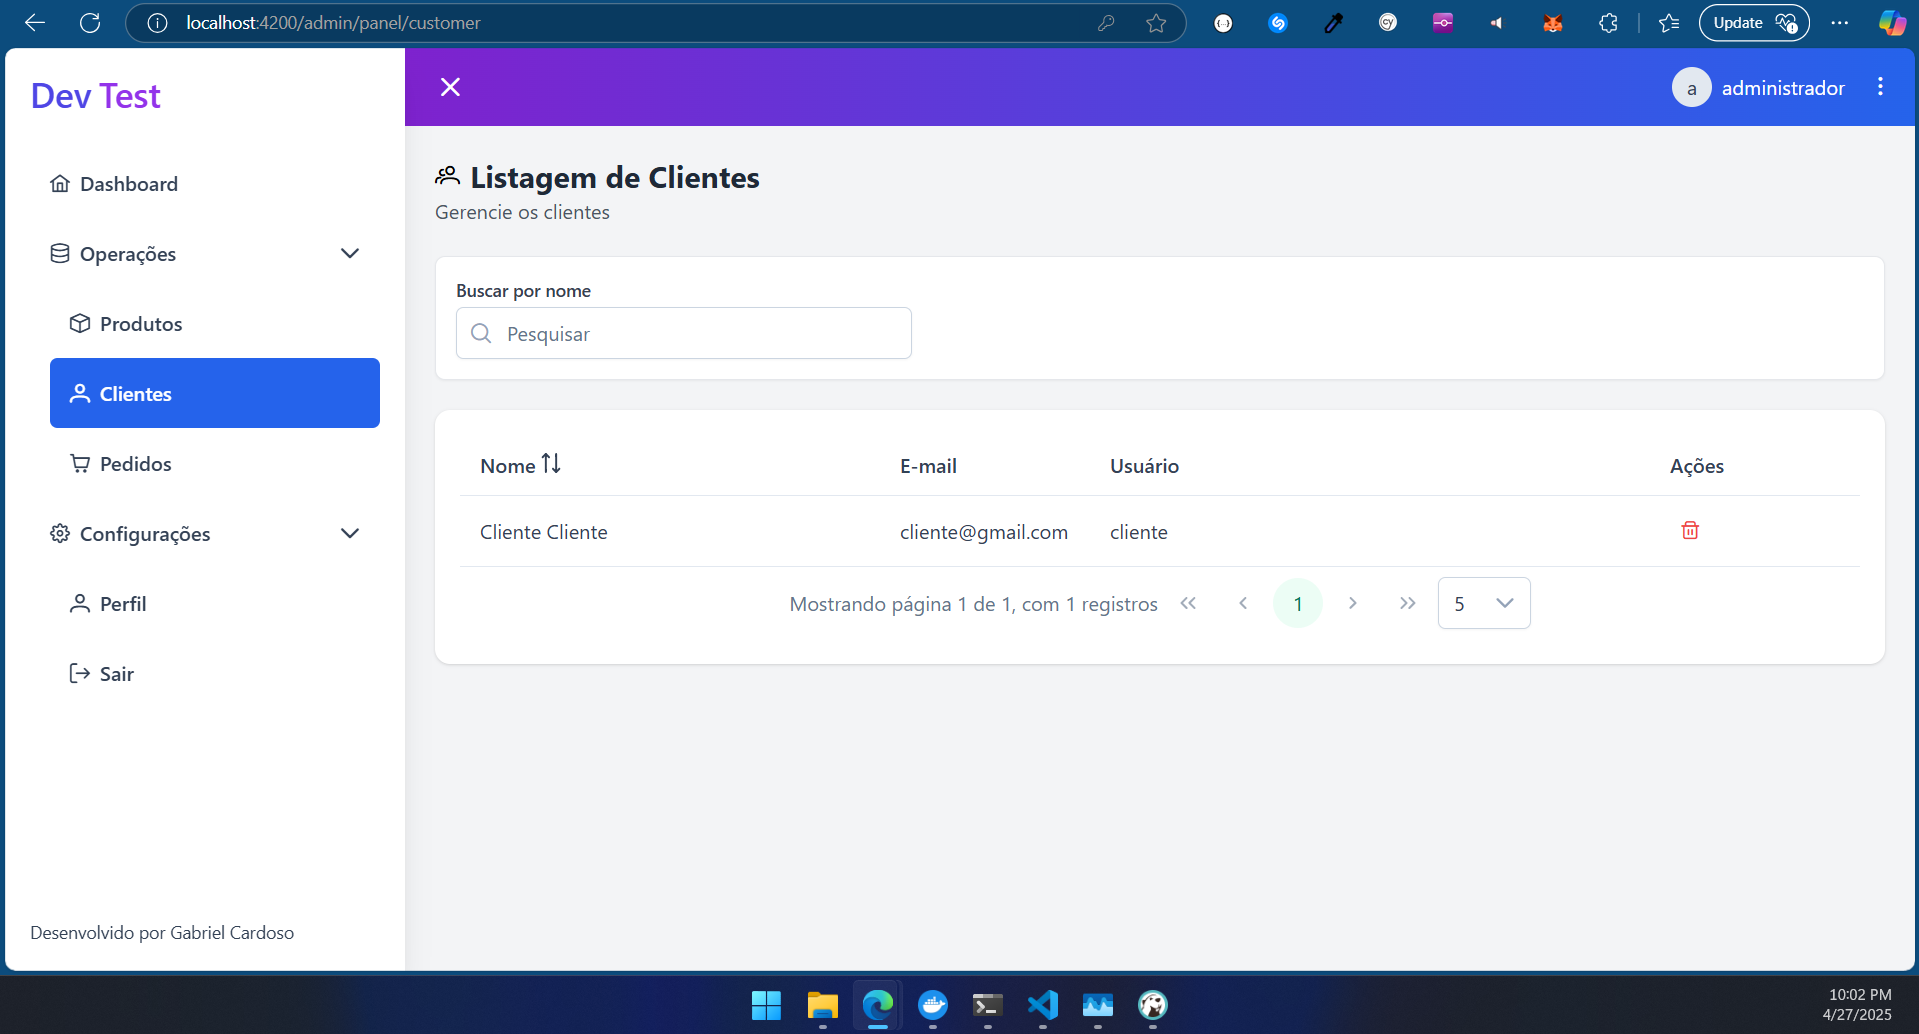 localhost:4200/admin/panel/customer
Update
Dev Test
a
administrador
Dashboard
Operações
Produtos
Clientes
Pedidos
Configurações
Perfil
Sair
Desenvolvido por Gabriel Cardoso
Listagem de Clientes
Gerencie os clientes
Buscar por nome
Pesquisar
Nome E-mail Usuário Ações
Cliente Cliente cliente@gmail.com cliente
Mostrando página 1 de 1, com 1 registros 1 5
10:02 PM
4/27/2025